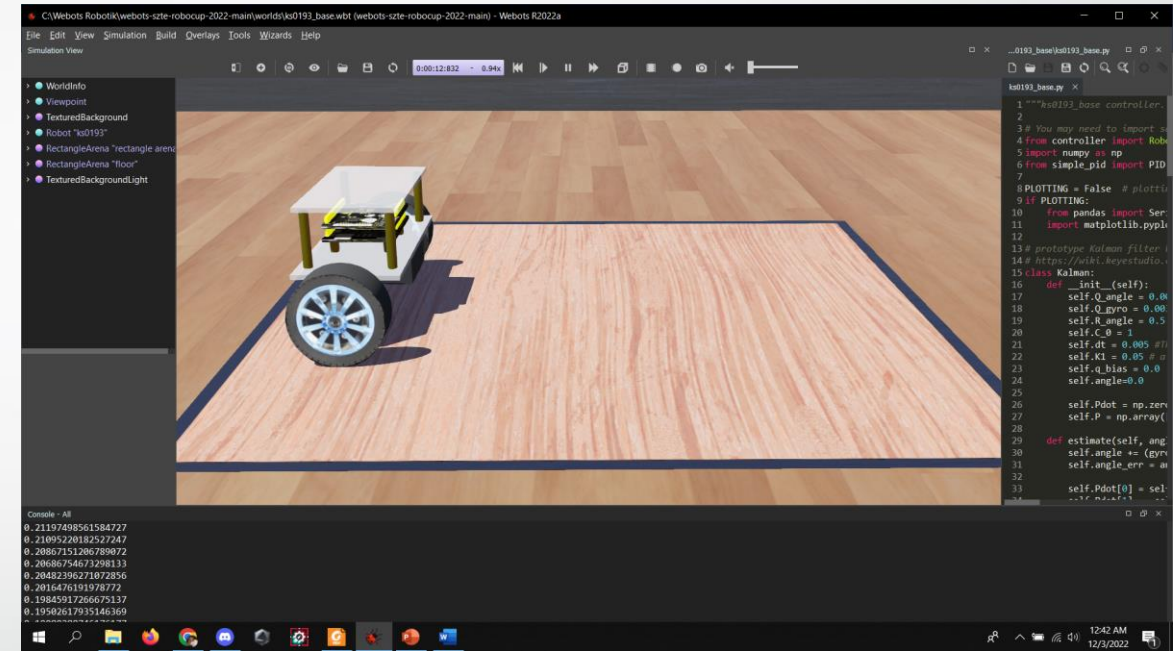 C:\Webots Robotik\webots-szte-robocup-2022-main\worlds\ks0193_base.wbt (webots-szte-robocup-2022-main) - Webots R2022a
File Edit View Simulation Build Overlays Tools Wizards Help
Simulation View
...0193_base\ks0193_base.py
0:00:12:832 - 0.94x
WorldInfo
Viewpoint
TexturedBackground
Robot "ks0193"
RectangleArena "rectangle arena
RectangleArena "floor"
TexturedBackgroundLight
ks0193_base.py
1 """ks0193_base controller.
2
3 # You may need to import s
4 from controller import Rob
5 import numpy as np
6 from simple_pid import PID
7
8 PLOTTING = False # plotti
9 if PLOTTING:
10 from pandas import Ser
11 import matplotlib.pypl
12
13 # prototype Kalman filter
14 # https://wiki.keyestudio.
15 class Kalman:
16 def __init__(self):
17 self.Q_angle = 0.00
18 self.Q_gyro = 0.00
19 self.R_angle = 0.5
20 self.C_0 = 1
21 self.dt = 0.005
22 self.K1 = 0.05 #
23 self.q_bias = 0.0
24 self.angle=0.0
25
26 self.Pdot = np.zer
27 self.P = np.array(
28
29 def estimate(self, ang
30 self.angle += (gyr
31 self.angle_err = a
32
33 self.Pdot[0] = sel
Console - All
0.21197498561584727
0.21095220182527247
0.20867151206789072
0.20686754673298133
0.20482396271072856
0.2016476191978772
0.19845917266675137
0.19502617935146369
12:42 AM
12/3/2022